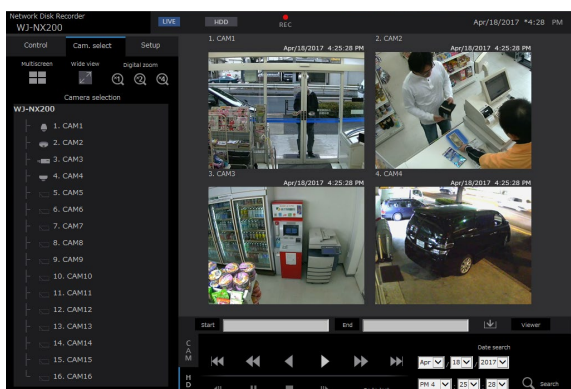 Network Disk Recorder
WJ-NX200
LIVE
HDD
REC
Apr/18/2017 *4:28 PM
Control
Cam. select
Setup
Multiscreen
Wide view
Digital zoom
Camera selection
WJ-NX200
1. CAM1
2. CAM2
3. CAM3
4. CAM4
5. CAM5
6. CAM6
7. CAM7
8. CAM8
9. CAM9
10. CAM10
11. CAM11
12. CAM12
13. CAM13
14. CAM14
15. CAM15
16. CAM16
1. CAM1
Apr/18/2017 4:25:28 PM
2. CAM2
Apr/18/2017 4:25:28 PM
3. CAM3
Apr/18/2017 4:25:28 PM
4. CAM4
Apr/18/2017 4:25:28 PM
Start
End
Viewer
CAM
HD
Date search
Apr / 18 / 2017
PM 4 : 25 : 28
Search